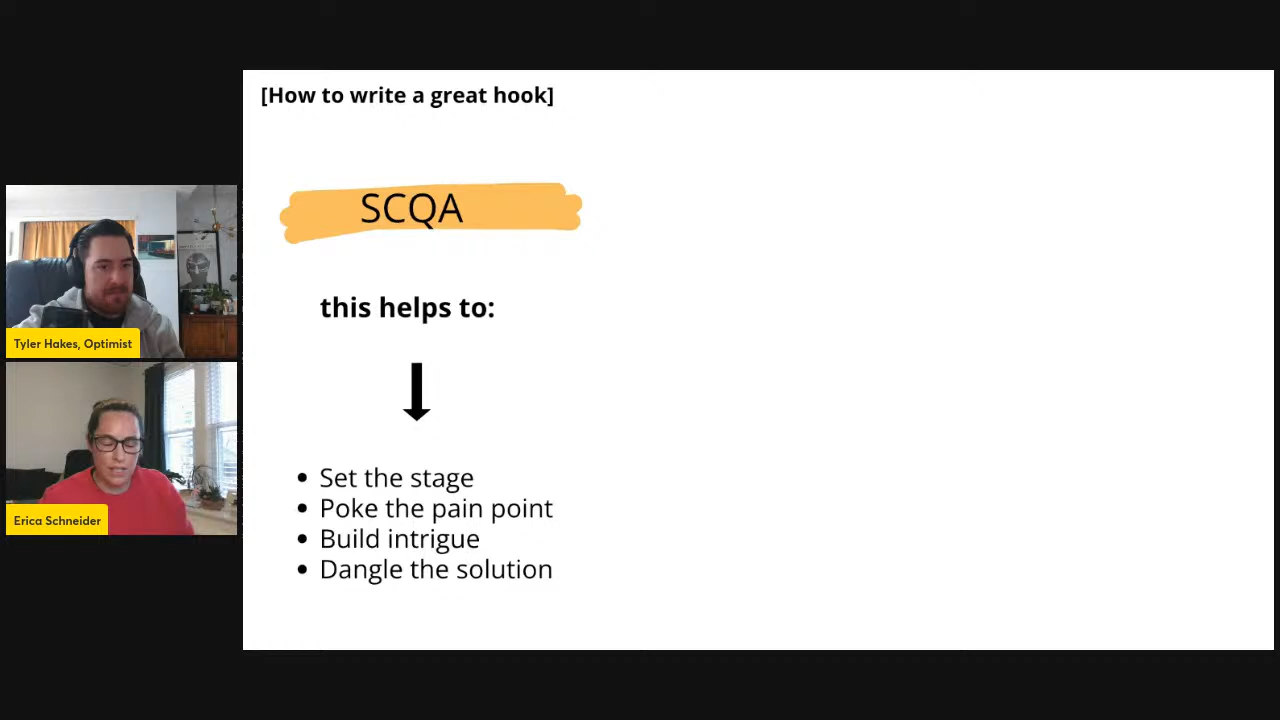 [How to write a great hook]
SCQA
this helps to:
• Set the stage
• Poke the pain point
• Build intrigue
• Dangle the solution
Tyler Hakes, Optimist
Erica Schneider